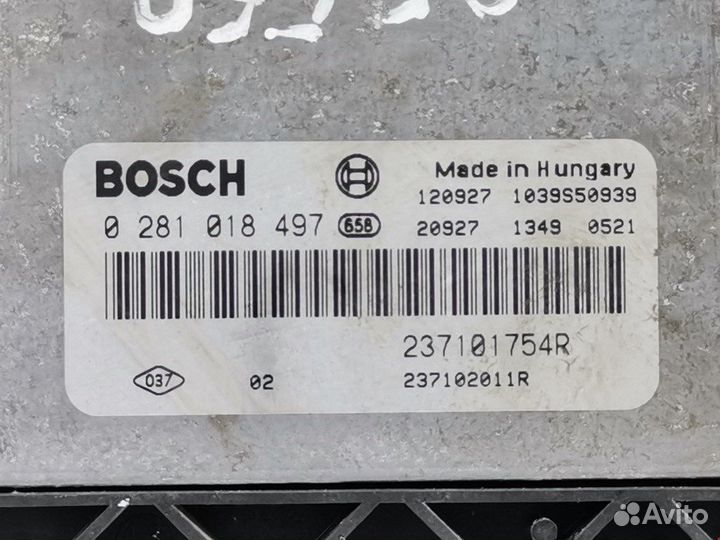 BOSCH
Made in Hungary
120927 1039S50939
0 281 018 497 658 20927 1349 0521
237101754R
037 02 237102011R
Avito